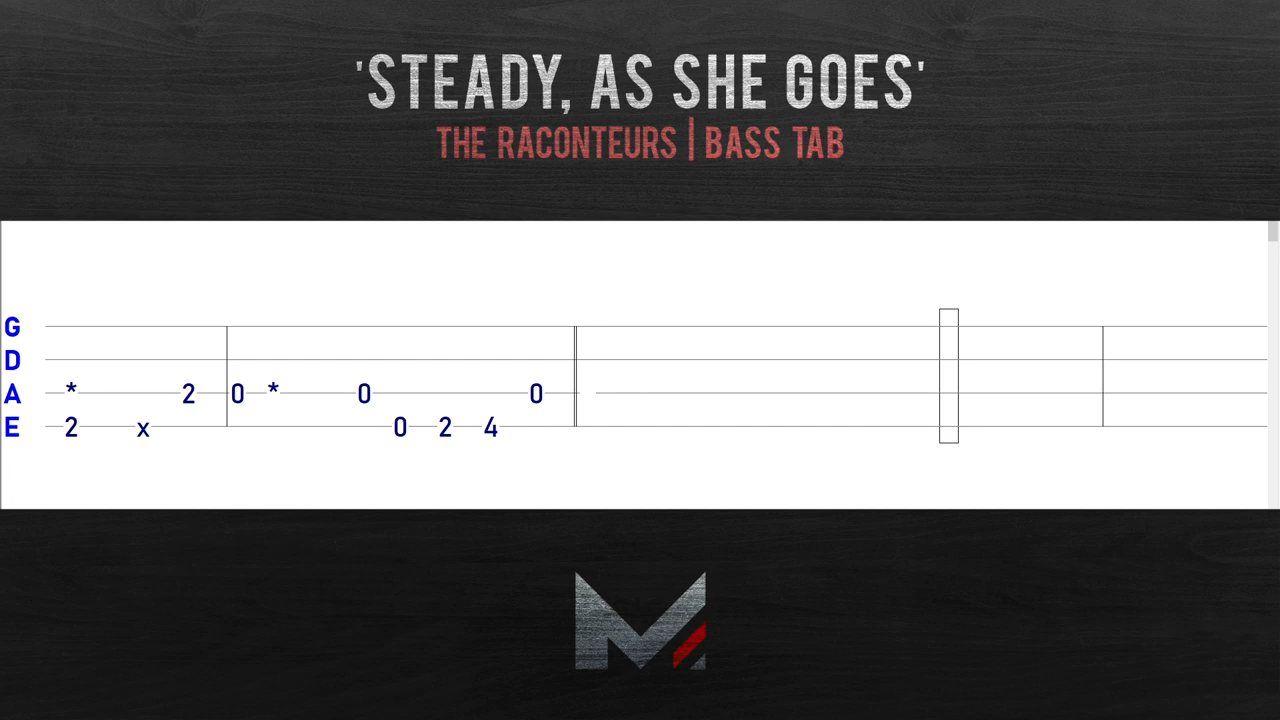 'STEADY, AS SHE GOES'
THE RACONTEURS | BASS TAB
G
D
A * 2 0 * 0 0
E 2 x 0 2 4